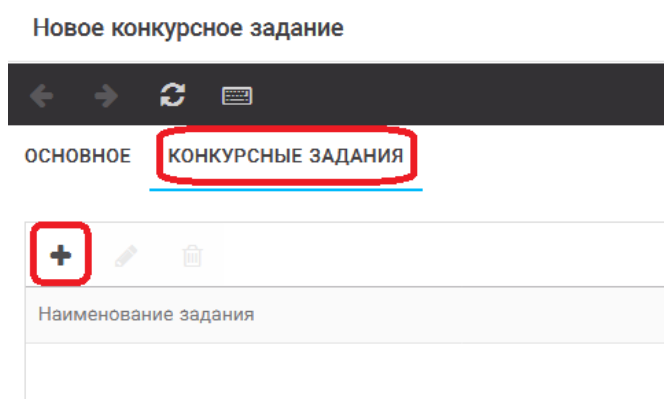 Новое конкурсное задание
ОСНОВНОЕ КОНКУРСНЫЕ ЗАДАНИЯ
Наименование задания